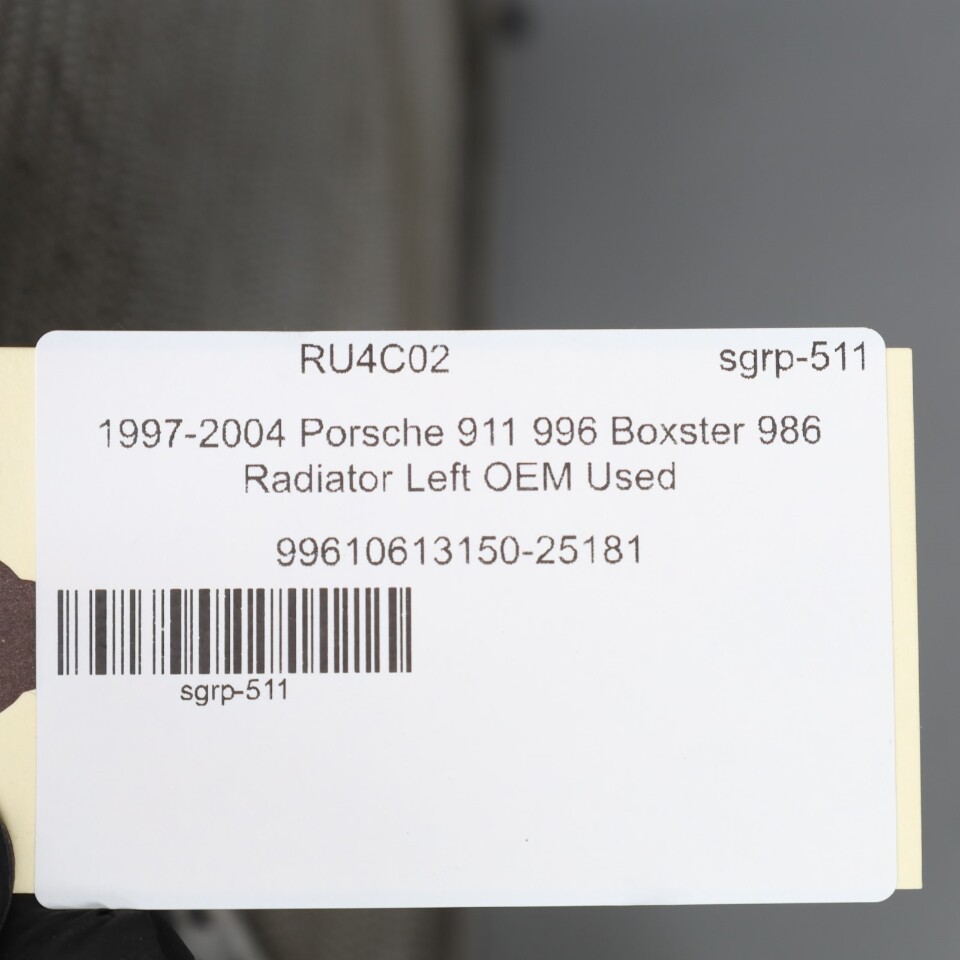 RU4C02 sgrp-511
1997-2004 Porsche 911 996 Boxster 986
Radiator Left OEM Used
99610613150-25181
sgrp-511